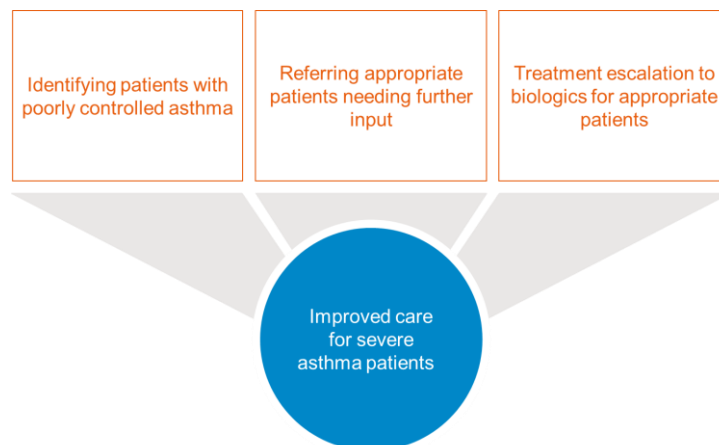 Identifying patients with
poorly controlled asthma
Referring appropriate
patients needing further
input
Treatment escalation to
biologics for appropriate
patients
Improved care
for severe
asthma patients